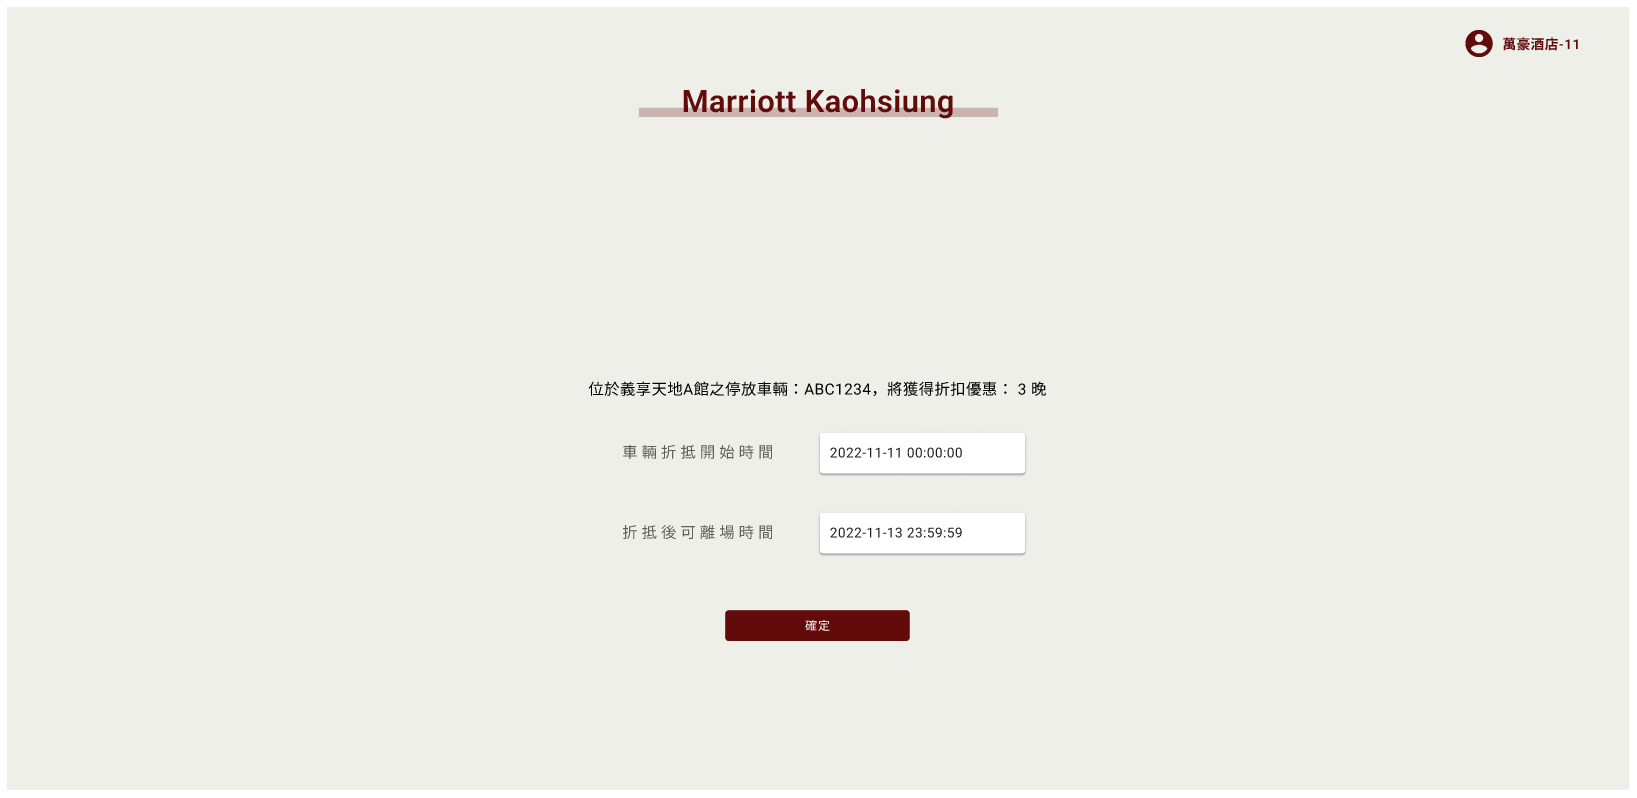 萬豪酒店-11
Marriott Kaohsiung
位於義享天地A館之停放車輛：ABC1234，將獲得折扣優惠： 3 晚
車輛折抵開始時間
2022-11-11 00:00:00
折抵後可離場時間
2022-11-13 23:59:59
確定